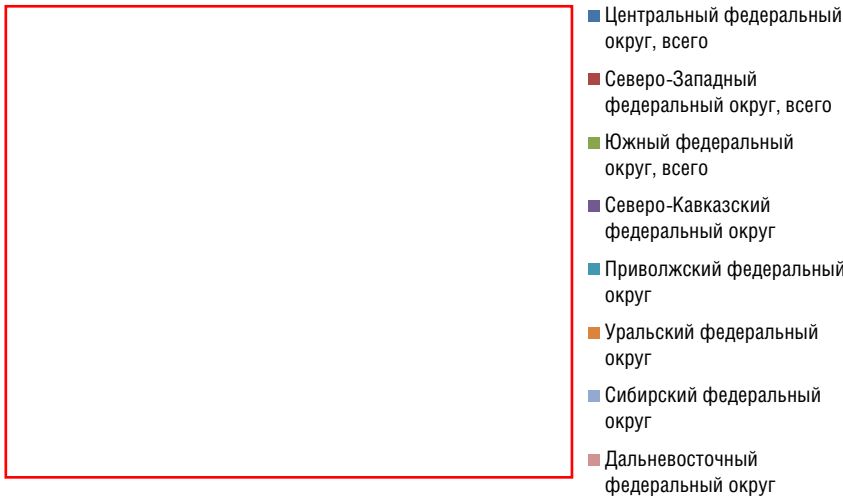 Центральный федеральный
округ, всего
Северо-Западный
федеральный округ, всего
Южный федеральный
округ, всего
Северо-Кавказский
федеральный округ
Приволжский федеральный
округ
Уральский федеральный
округ
Сибирский федеральный
округ
Дальневосточный
федеральный округ